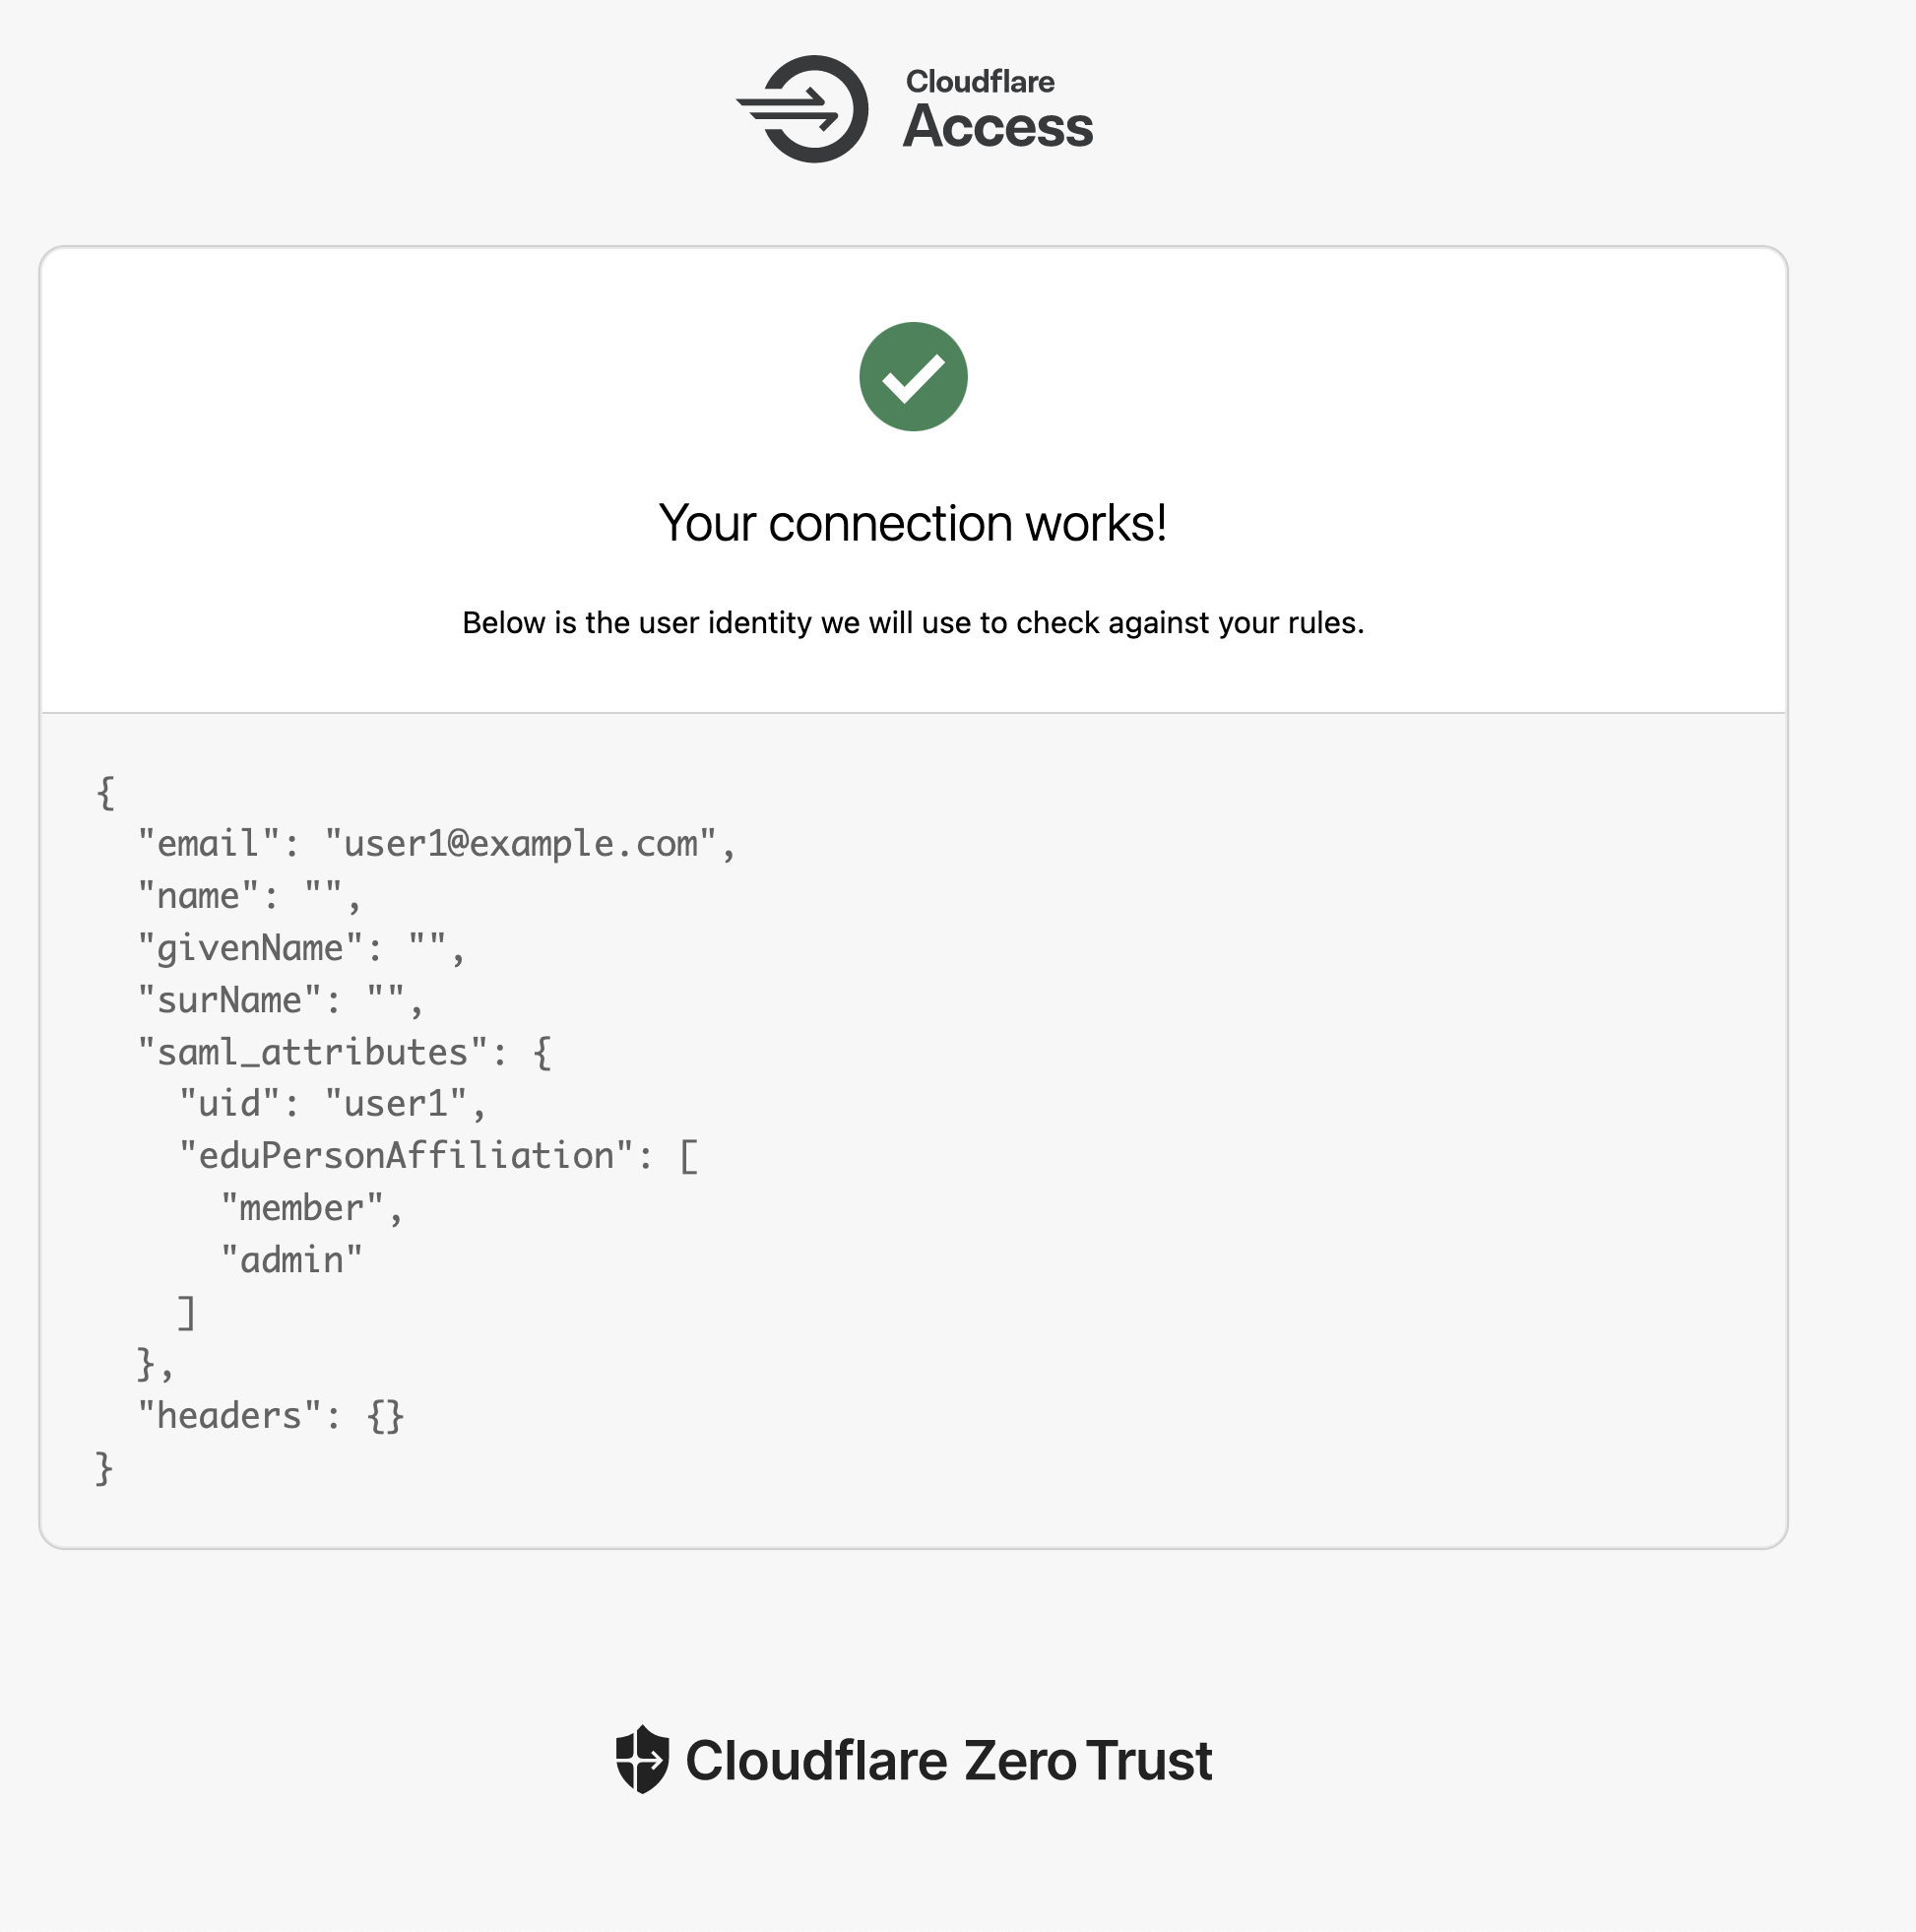 Cloudflare
Access
Your connection works!
Below is the user identity we will use to check against your rules.
{
  "email": "user1@example.com",
  "name": "",
  "givenName": "",
  "surName": "",
  "saml_attributes": {
    "uid": "user1",
    "eduPersonAffiliation": [
      "member",
      "admin"
    ]
  },
  "headers": {}
}
Cloudflare Zero Trust